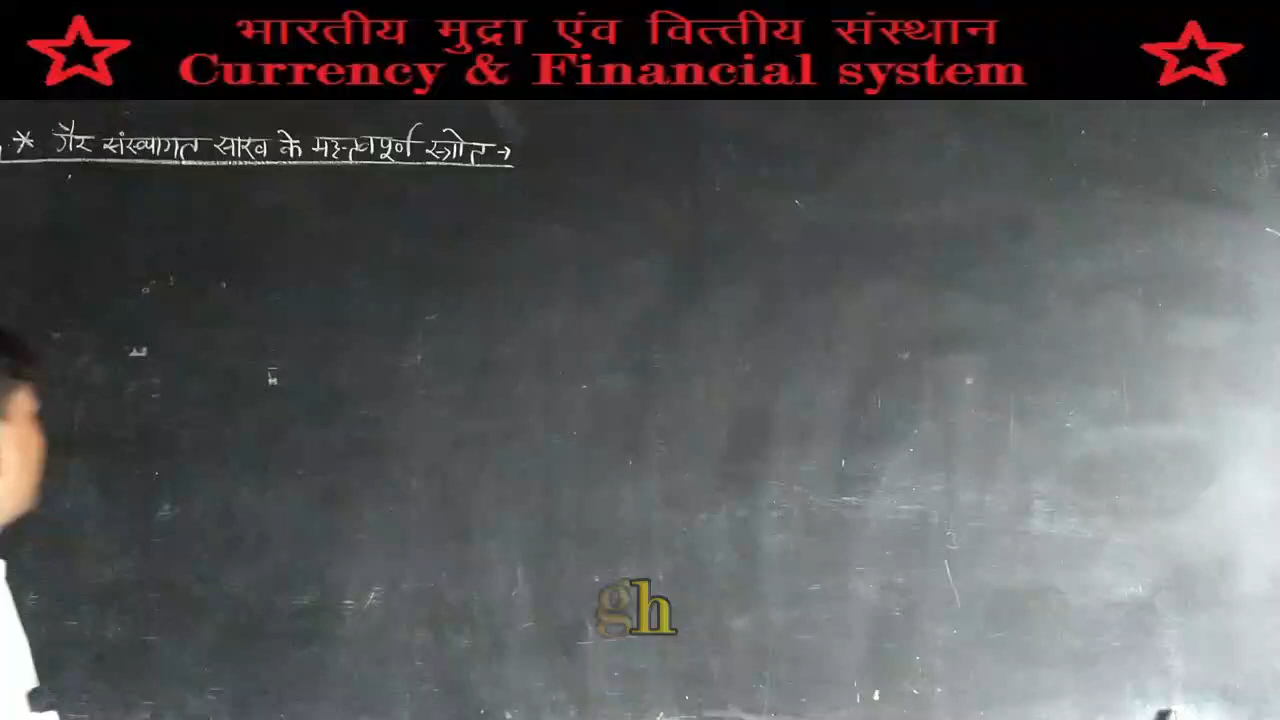 भारतीय मुद्रा एंव वित्तीय संस्थान
Currency & Financial system
* गैर संस्थागत साख के महत्वपूर्ण स्त्रोत →
gh